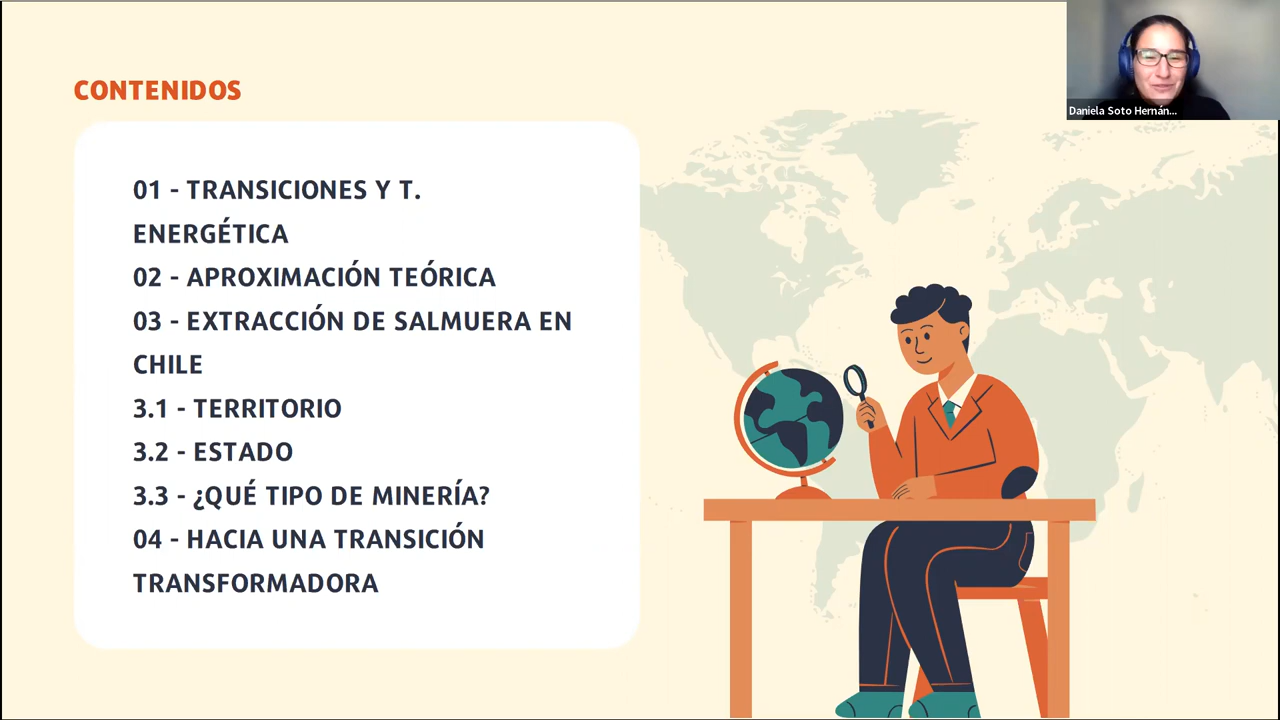 CONTENIDOS
01 - TRANSICIONES Y T.
ENERGÉTICA
02 - APROXIMACIÓN TEÓRICA
03 - EXTRACCIÓN DE SALMUERA EN
CHILE
3.1 - TERRITORIO
3.2 - ESTADO
3.3 - ¿QUÉ TIPO DE MINERÍA?
04 - HACIA UNA TRANSICIÓN
TRANSFORMADORA
Daniela Soto Hernán...